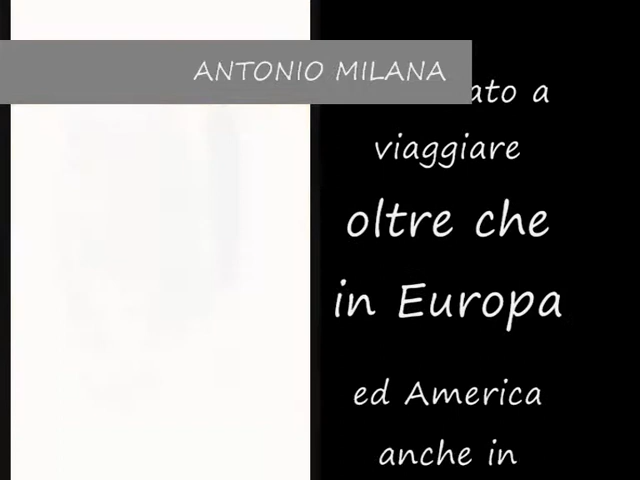 ANTONIO MILANA
a
viaggiare
oltre che
in Europa
ed America
anche in